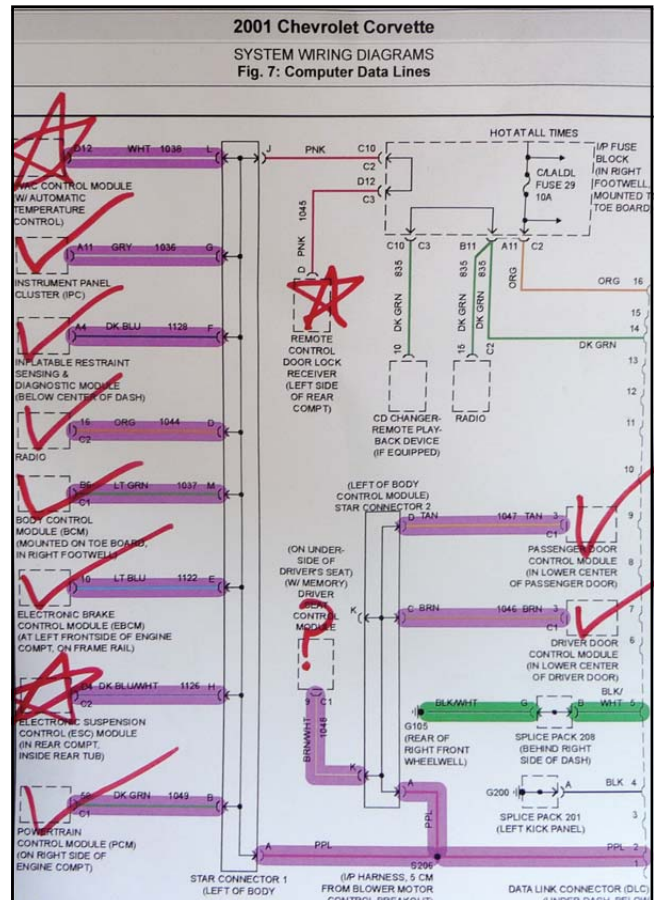 2001 Chevrolet Corvette
SYSTEM WIRING DIAGRAMS
Fig. 7: Computer Data Lines
HOT AT ALL TIMES
I/P FUSE
BLOCK
(IN RIGHT
FOOTWELL,
MOUNTED
TOE BOARD
C/LALDL
FUSE 29
10A
D12 WHT 1038 L
J PNK C10
C2
D12
C3
HVAC CONTROL MODULE
W/ AUTOMATIC
TEMPERATURE
CONTROL)
PNK 1045
D
C10 C3 B11 A11 C2
A11 GRY 1036 G
INSTRUMENT PANEL
CLUSTER (IPC)
835
DK GRN
835
DK GRN
835
DK GRN
ORG
ORG 16
15
14
DK GRN
13
REMOTE
CONTROL
DOOR LOCK
RECEIVER
(LEFT SIDE
OF REAR
COMPT)
A4 DK BLU 1128 F
INFLATABLE RESTRAINT
SENSING &
DIAGNOSTIC MODULE
(BELOW CENTER OF DASH)
10
15
C2
CD CHANGER-
REMOTE PLAY-
BACK DEVICE
(IF EQUIPPED)
RADIO
12
11
10
16 ORG 1044 D
C2
RADIO
B6 LT GRN 1037 M
C1
BODY CONTROL
MODULE (BCM)
(MOUNTED ON TOE BOARD,
IN RIGHT FOOTWELL)
(LEFT OF BODY
CONTROL MODULE)
STAR CONNECTOR 2
D TAN 1047 TAN 3
C1
9
PASSENGER DOOR
CONTROL MODULE
(IN LOWER CENTER
OF PASSENGER DOOR)
8
(ON UNDER-
SIDE OF
DRIVER'S SEAT)
(W/ MEMORY)
DRIVER
SEAT
CONTROL
MODULE
?
10 LT BLU 1122 E
ELECTRONIC BRAKE
CONTROL MODULE (EBCM)
(AT LEFT FRONTSIDE OF ENGINE
COMPT, ON FRAME RAIL)
K
C BRN 1046 BRN 3
C1
7
6
DRIVER DOOR
CONTROL MODULE
(IN LOWER CENTER
OF DRIVER DOOR)
D4 DK BLU/WHT 1126 H
C2
ELECTRONIC SUSPENSION
CONTROL (ESC) MODULE
(IN REAR COMPT,
INSIDE REAR TUB)
9 C1
BRN/WHT 1048
K
A
BLK/WHT G B
BLK/
WHT 5
G105
(REAR OF
RIGHT FRONT
WHEELWELL)
SPLICE PACK 208
(BEHIND RIGHT
SIDE OF DASH)
G200 A BLK 4
SPLICE PACK 201
(LEFT KICK PANEL)
3
58 DK GRN 1049 B
C1
POWERTRAIN
CONTROL MODULE (PCM)
(ON RIGHT SIDE OF
ENGINE COMPT)
PPL
A PPL
PPL 2
1
S206
STAR CONNECTOR 1
(LEFT OF BODY
(I/P HARNESS, 5 CM
FROM BLOWER MOTOR
CONTROL BREAKOUT)
DATA LINK CONNECTOR (DLC)
(UNDER DASH, BELOW